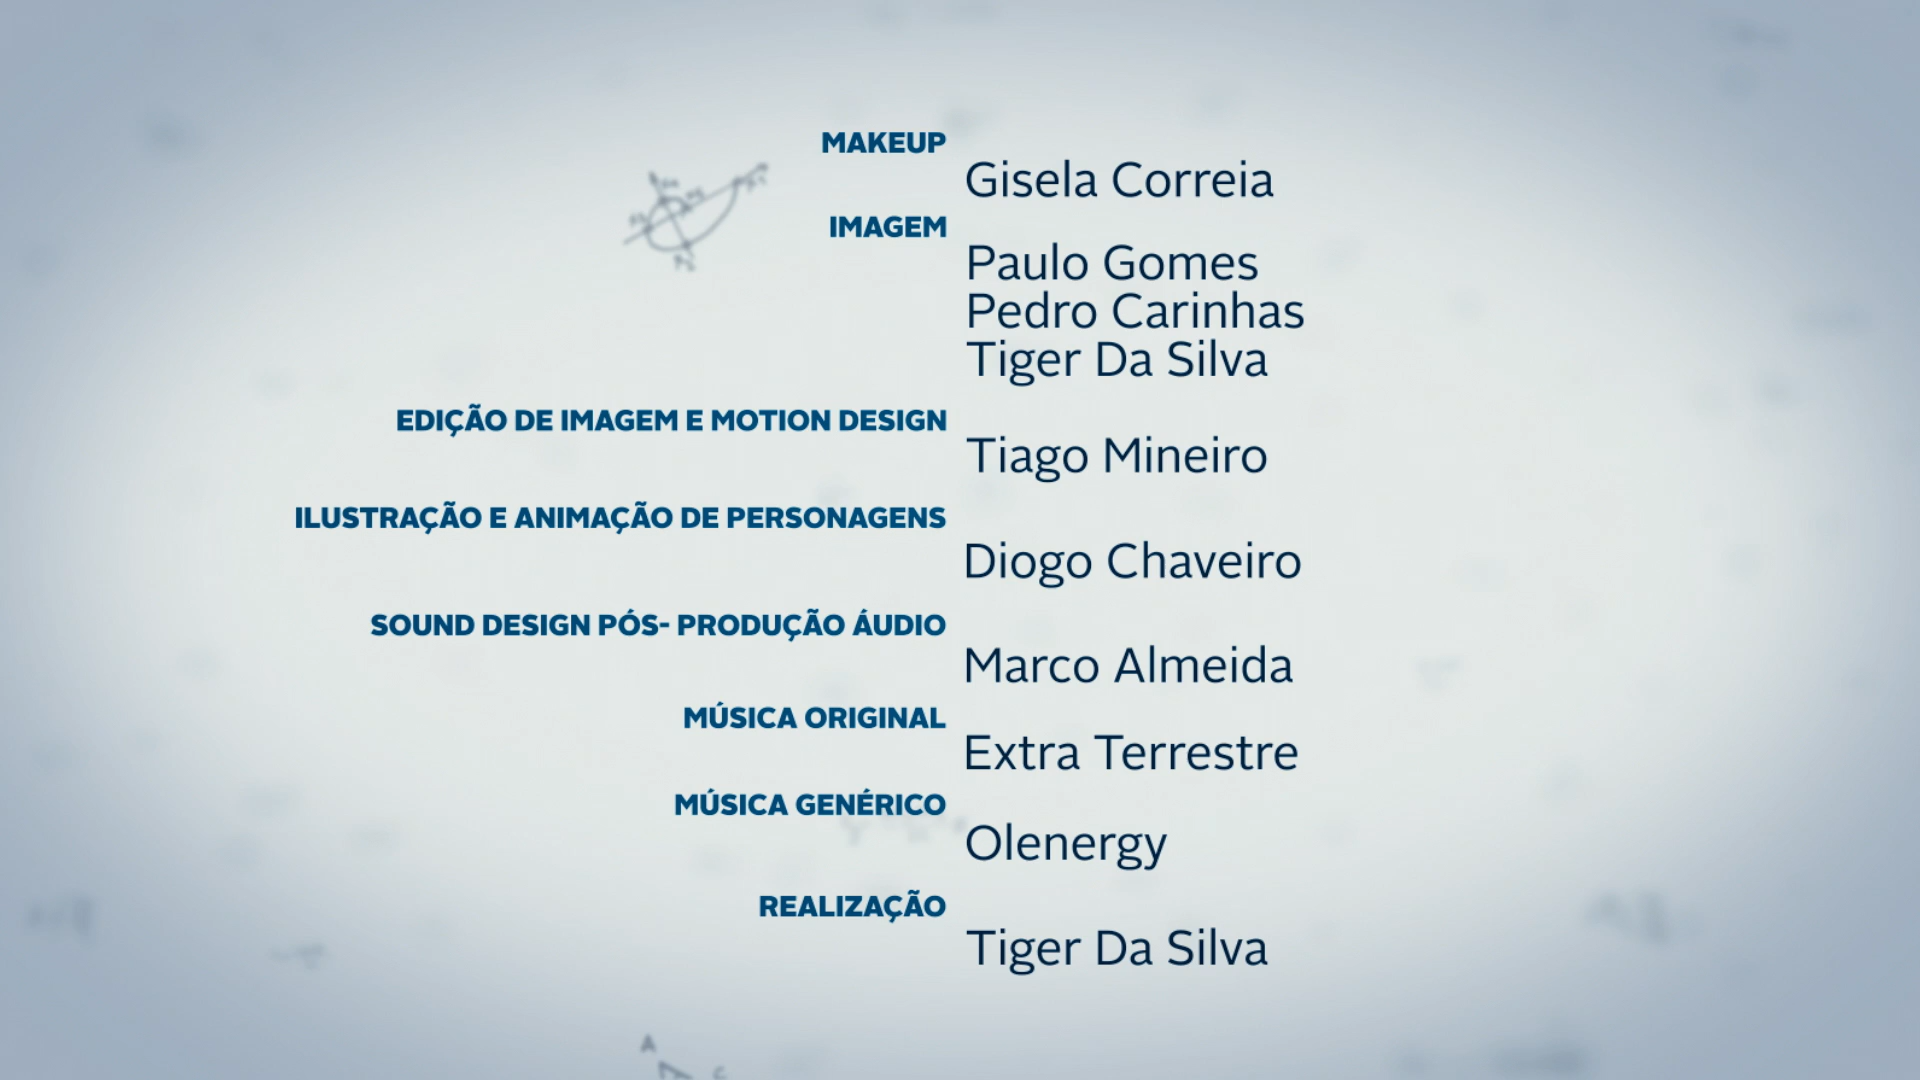 MAKEUP
Gisela Correia
IMAGEM
Paulo Gomes
Pedro Carinhas
Tiger Da Silva
EDIÇÃO DE IMAGEM E MOTION DESIGN
Tiago Mineiro
ILUSTRAÇÃO E ANIMAÇÃO DE PERSONAGENS
Diogo Chaveiro
SOUND DESIGN PÓS- PRODUÇÃO ÁUDIO
Marco Almeida
MÚSICA ORIGINAL
Extra Terrestre
MÚSICA GENÉRICO
Olenergy
REALIZAÇÃO
Tiger Da Silva
A